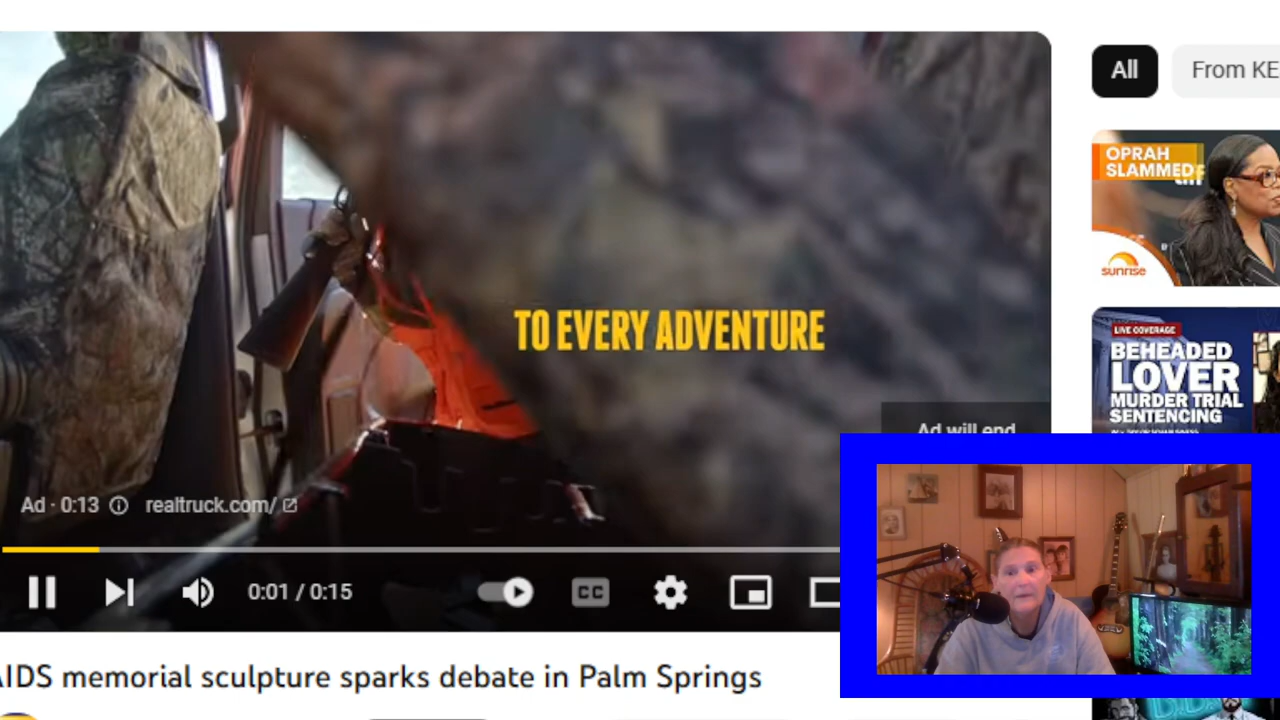 All
From KE
OPRAH
SLAMMED
sunrise
TO EVERY ADVENTURE
LIVE COVERAGE
BEHEADED
LOVER
MURDER TRIAL
SENTENCING
Ad will end
Ad · 0:13
realtruck.com/
0:01 / 0:15
CC
AIDS memorial sculpture sparks debate in Palm Springs